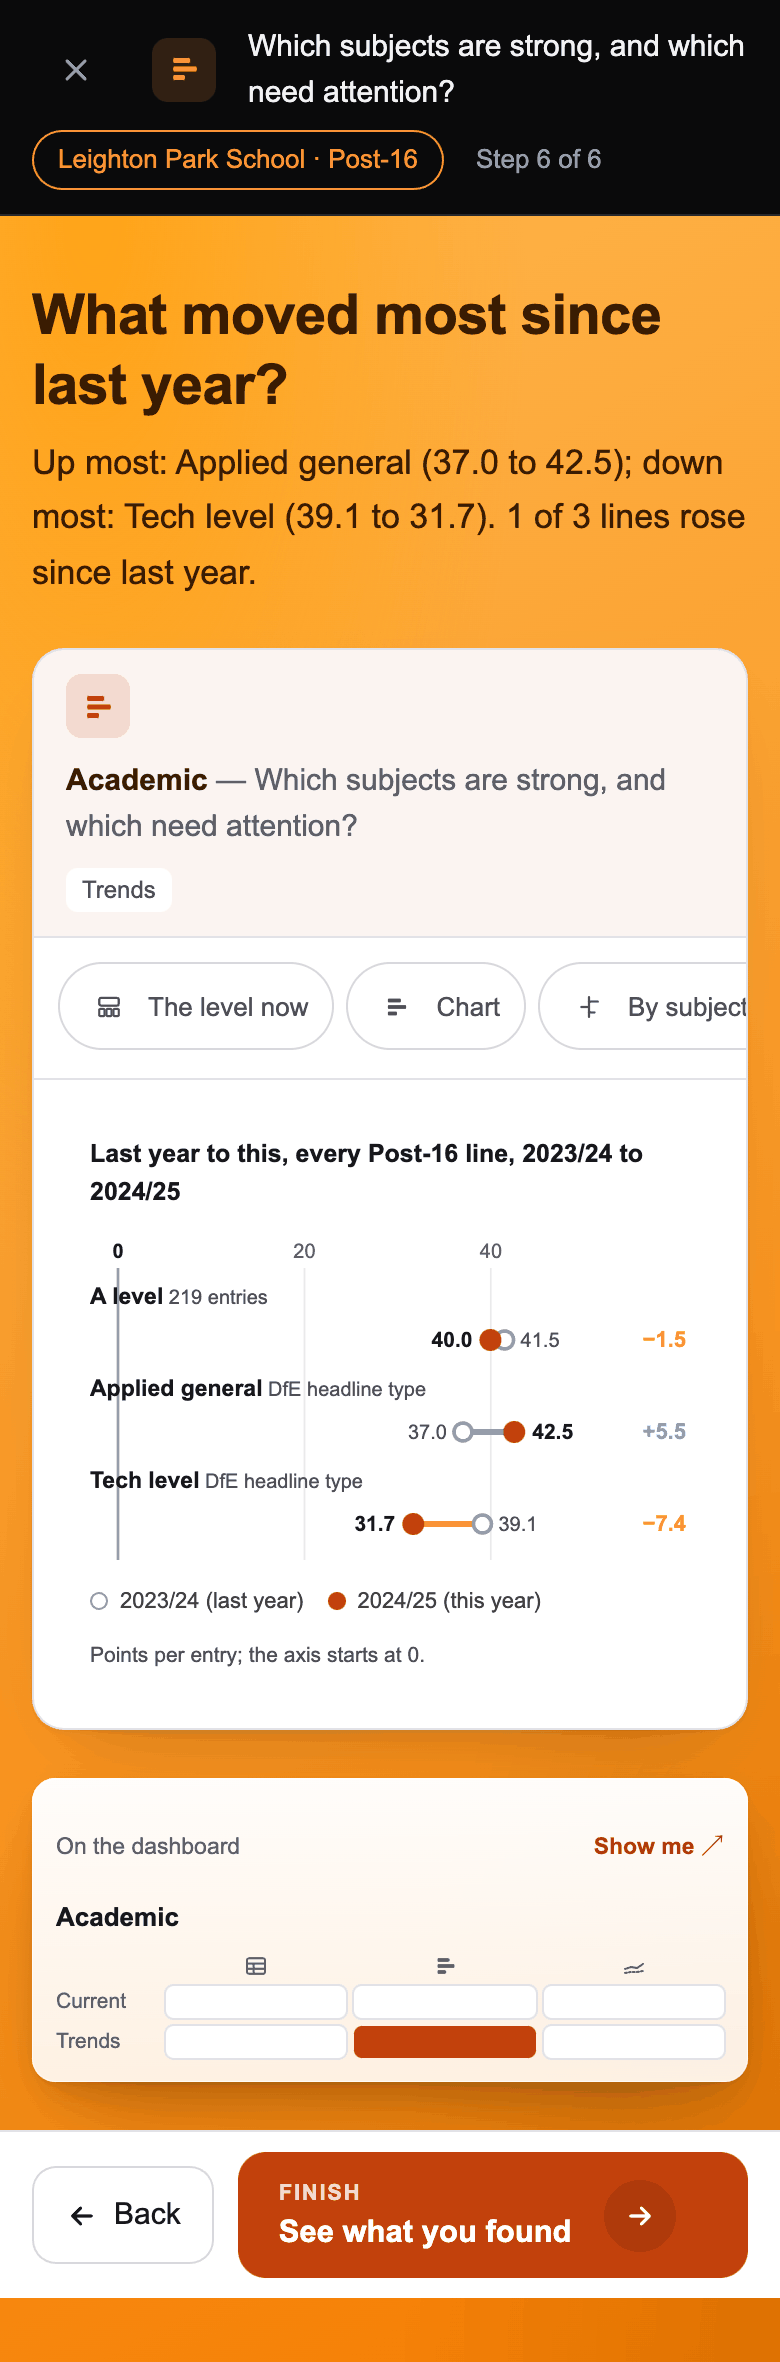 Which subjects are strong, and which
need attention?
Leighton Park School · Post-16
Step 6 of 6
What moved most since
last year?
Up most: Applied general (37.0 to 42.5); down
most: Tech level (39.1 to 31.7). 1 of 3 lines rose
since last year.
Academic — Which subjects are strong, and
which need attention?
Trends
The level now
Chart
By subject
Last year to this, every Post-16 line, 2023/24 to
2024/25
0 20 40
A level 219 entries
40.0 41.5 −1.5
Applied general DfE headline type
37.0 42.5 +5.5
Tech level DfE headline type
31.7 39.1 −7.4
2023/24 (last year) 2024/25 (this year)
Points per entry; the axis starts at 0.
On the dashboard
Show me ↗
Academic
Current
Trends
← Back
FINISH
See what you found →